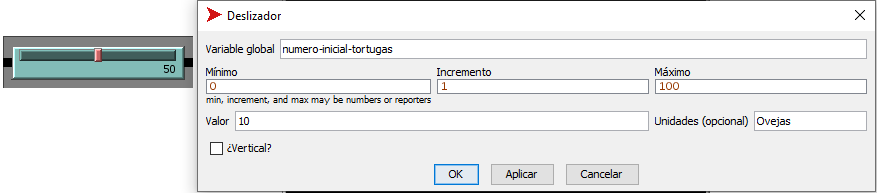 50
Deslizador
Variable global numero-inicial-tortugas
Mínimo Incremento Máximo
0 1 100
min, increment, and max may be numbers or reporters
Valor 10 Unidades (opcional) Ovejas
¿Vertical?
OK Aplicar Cancelar